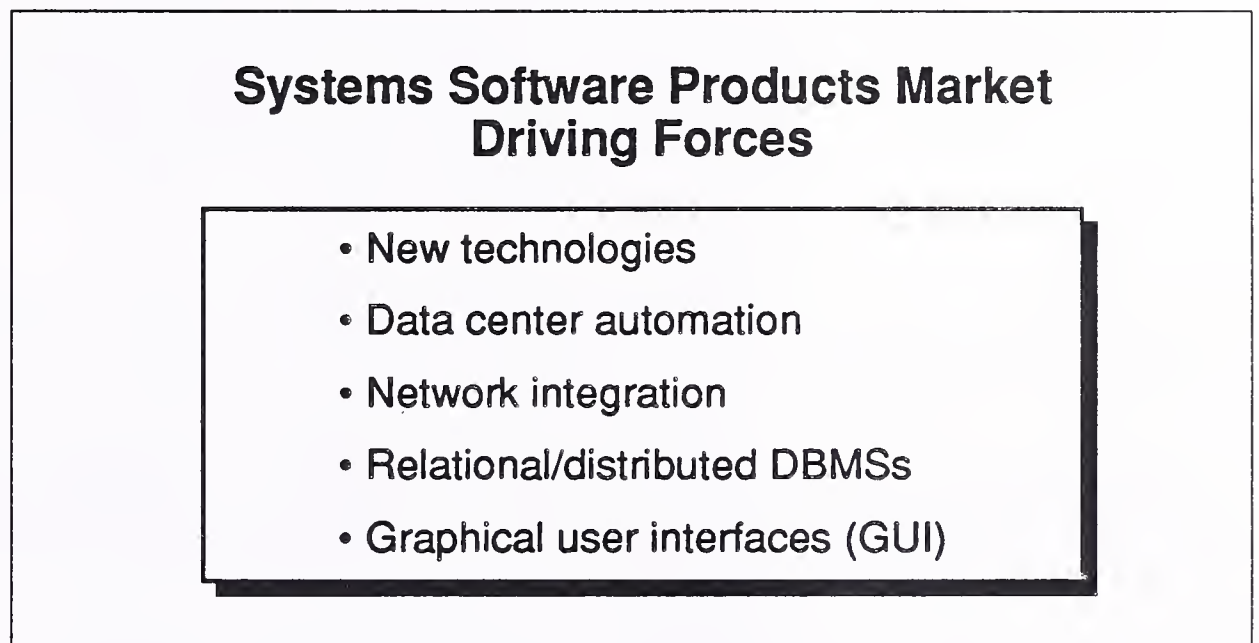 Systems Software Products Market
Driving Forces
• New technologies
• Data center automation
• Network integration
• Relational/distributed DBMSs
• Graphical user interfaces (GUI)